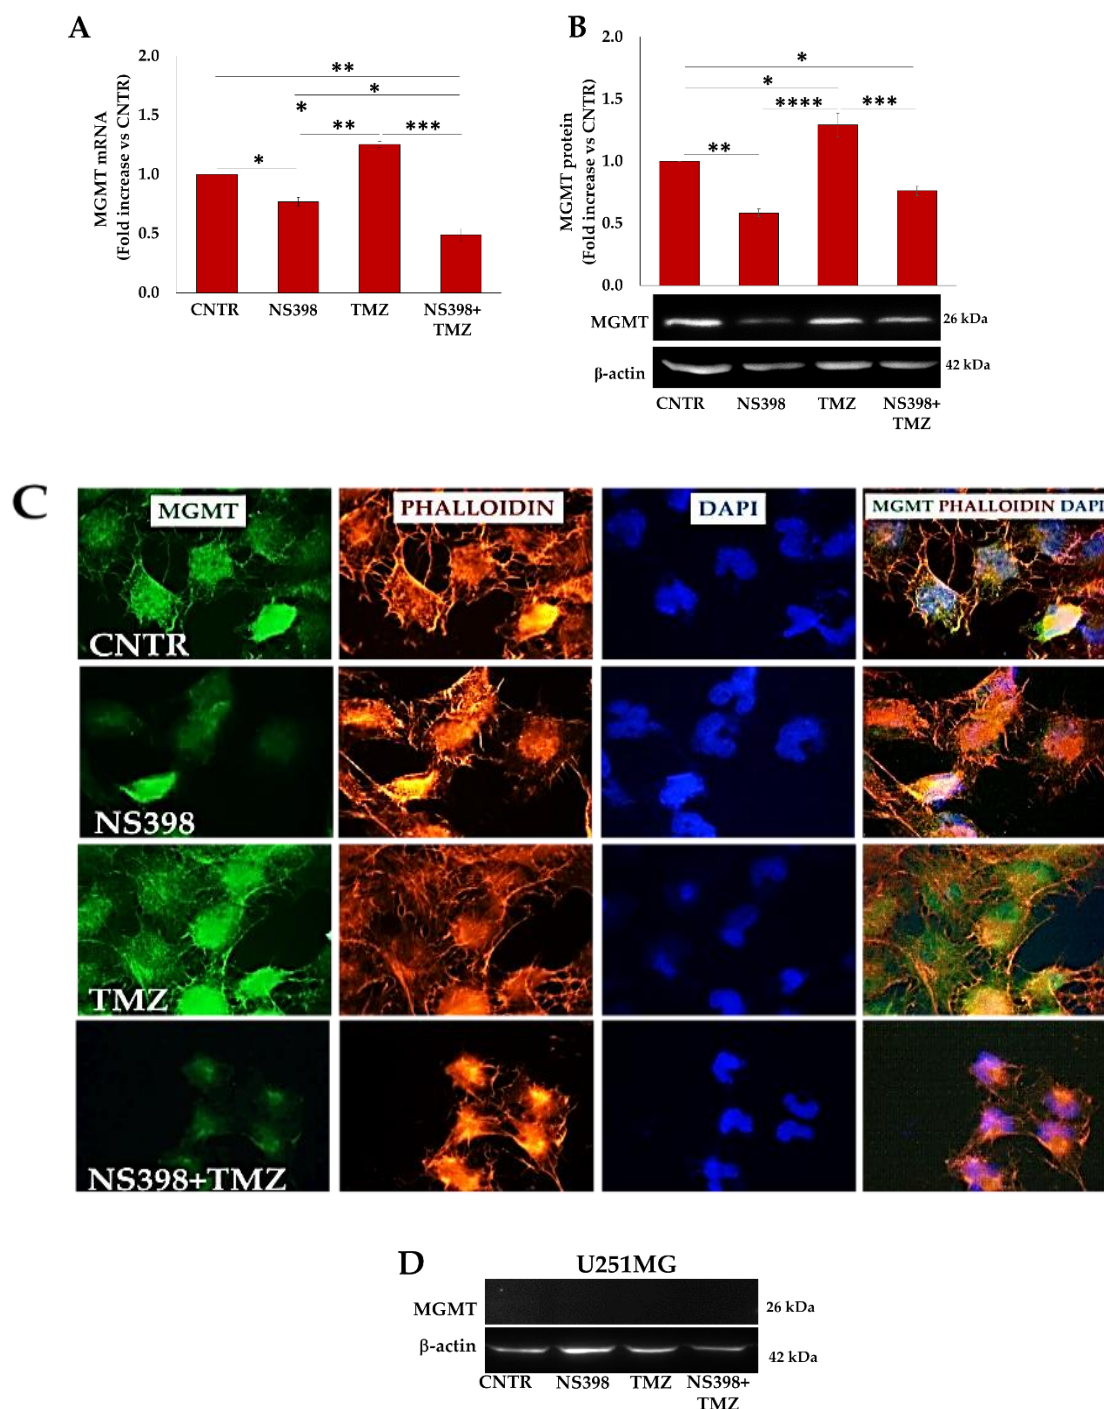 A
MGMT mRNA
(Fold increase vs CNTR)
2.0
1.5
1.0
0.5
0.0
**
*
*
**
***
*
CNTR NS398 TMZ NS398+
TMZ
B
MGMT protein
(Fold increase vs CNTR)
2.0
1.5
1.0
0.5
0.0
*
*
****
***
**
MGMT 26 kDa
β-actin 42 kDa
CNTR NS398 TMZ NS398+
TMZ
C
MGMT PHALLOIDIN DAPI MGMT PHALLOIDIN DAPI
CNTR
NS398
TMZ
NS398+TMZ
D
U251MG
MGMT 26 kDa
β-actin 42 kDa
CNTR NS398 TMZ NS398+
TMZ